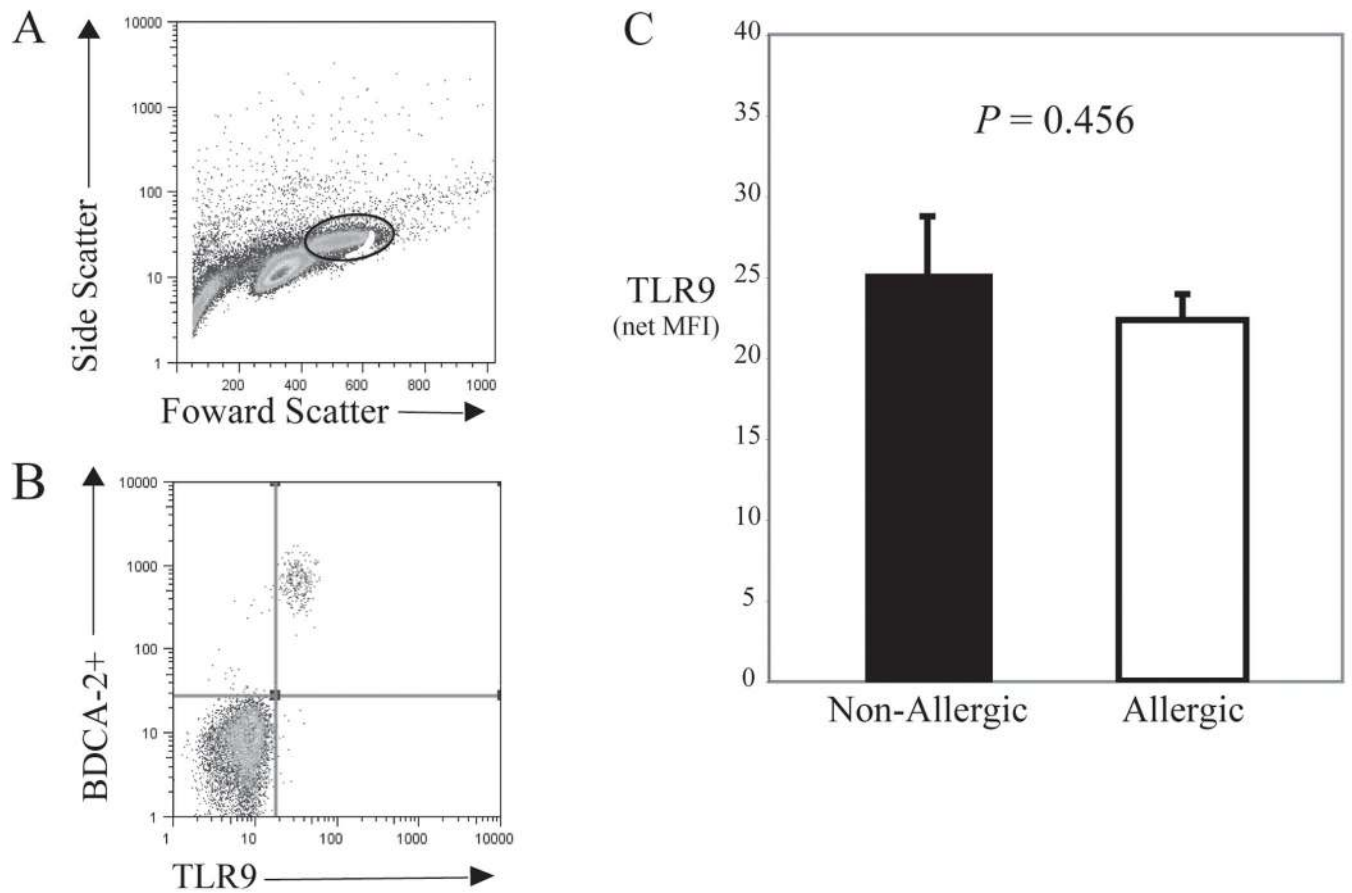 A
Side Scatter
10000
1000
100
10
1
200 400 600 800 1000
Foward Scatter
B
BDCA-2+
10000
1000
100
10
1
1 10 100 1000 10000
TLR9
C
TLR9
(net MFI)
40
35
30
25
20
15
10
5
0
P = 0.456
Non-Allergic Allergic